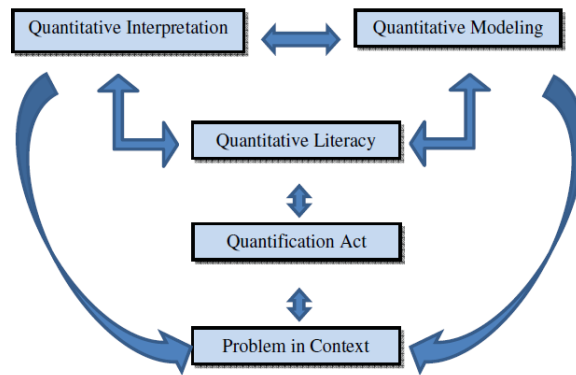 Quantitative Interpretation
Quantitative Modeling
Quantitative Literacy
Quantification Act
Problem in Context